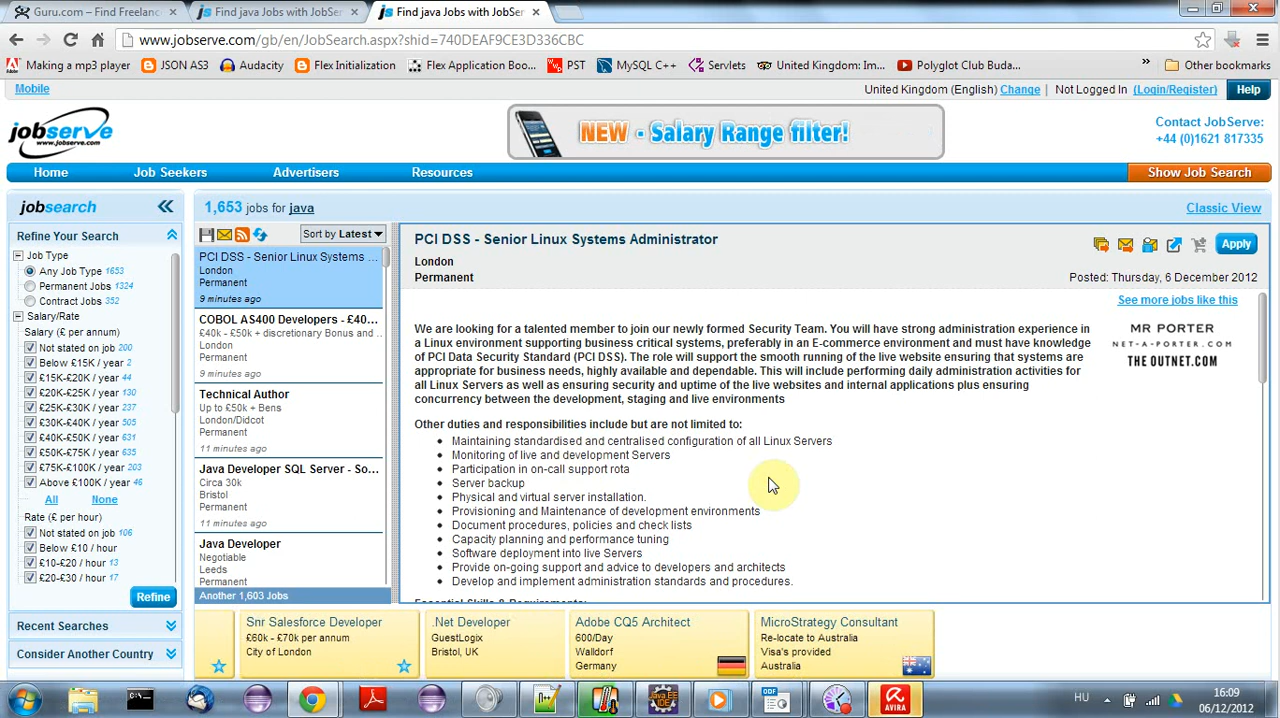 Guru.com – Find Freelance
Find java Jobs with JobSer
Find java Jobs with JobSer
www.jobserve.com/gb/en/JobSearch.aspx?shid=740DEAF9CE3D336CBC
Making a mp3 player
JSON AS3
Audacity
Flex Initialization
Flex Application Boo...
PST
MySQL C++
Servlets
United Kingdom: Im...
Polyglot Club Buda...
»
Other bookmarks
Mobile
United Kingdom (English) Change | Not Logged In (Login/Register)
Help
jobserve
www.jobserve.com
NEW - Salary Range filter!
Contact JobServe:
+44 (0)1621 817335
Home
Job Seekers
Advertisers
Resources
Show Job Search
jobsearch
Refine Your Search
Job Type
Any Job Type 1653
Permanent Jobs 1324
Contract Jobs 352
Salary/Rate
Salary (£ per annum)
Not stated on job 200
Below £15K / year 2
£15K-£20K / year 44
£20K-£25K / year 130
£25K-£30K / year 237
£30K-£40K / year 505
£40K-£50K / year 631
£50K-£75K / year 635
£75K-£100K / year 203
Above £100K / year 46
All None
Rate (£ per hour)
Not stated on job 106
Below £10 / hour
£10-£20 / hour 13
£20-£30 / hour 17
Refine
Recent Searches
Consider Another Country
1,653 jobs for java
Classic View
Sort by Latest
PCI DSS - Senior Linux Systems ...
London
Permanent
9 minutes ago
COBOL AS400 Developers - £40...
£40k - £50k + discretionary Bonus and ...
Permanent
9 minutes ago
Technical Author
Up to £50k + Bens
London/Didcot
Permanent
11 minutes ago
Java Developer SQL Server - So...
Circa 30k
Bristol
Permanent
11 minutes ago
Java Developer
Negotiable
Leeds
Permanent
Another 1,603 Jobs
PCI DSS - Senior Linux Systems Administrator
London
Permanent
Apply
Posted: Thursday, 6 December 2012
See more jobs like this
MR PORTER
NET-A-PORTER.COM
THE OUTNET.COM
We are looking for a talented member to join our newly formed Security Team. You will have strong administration experience in
a Linux environment supporting business critical systems, preferably in an E-commerce environment and must have knowledge
of PCI Data Security Standard (PCI DSS). The role will support the smooth running of the live website ensuring that systems are
appropriate for business needs, highly available and dependable. This will include performing daily administration activities for
all Linux Servers as well as ensuring security and uptime of the live websites and internal applications plus ensuring
concurrency between the development, staging and live environments
Other duties and responsibilities include but are not limited to:
Maintaining standardised and centralised configuration of all Linux Servers
Monitoring of live and development Servers
Participation in on-call support rota
Server backup
Physical and virtual server installation.
Provisioning and Maintenance of development environments
Document procedures, policies and check lists
Capacity planning and performance tuning
Software deployment into live Servers
Provide on-going support and advice to developers and architects
Develop and implement administration standards and procedures.
Essential Skills & Requirements:
Snr Salesforce Developer
£60k - £70k per annum
City of London
.Net Developer
GuestLogix
Bristol, UK
Adobe CQ5 Architect
600/Day
Walldorf
Germany
MicroStrategy Consultant
Re-locate to Australia
Visa's provided
Australia
HU
16:09
06/12/2012